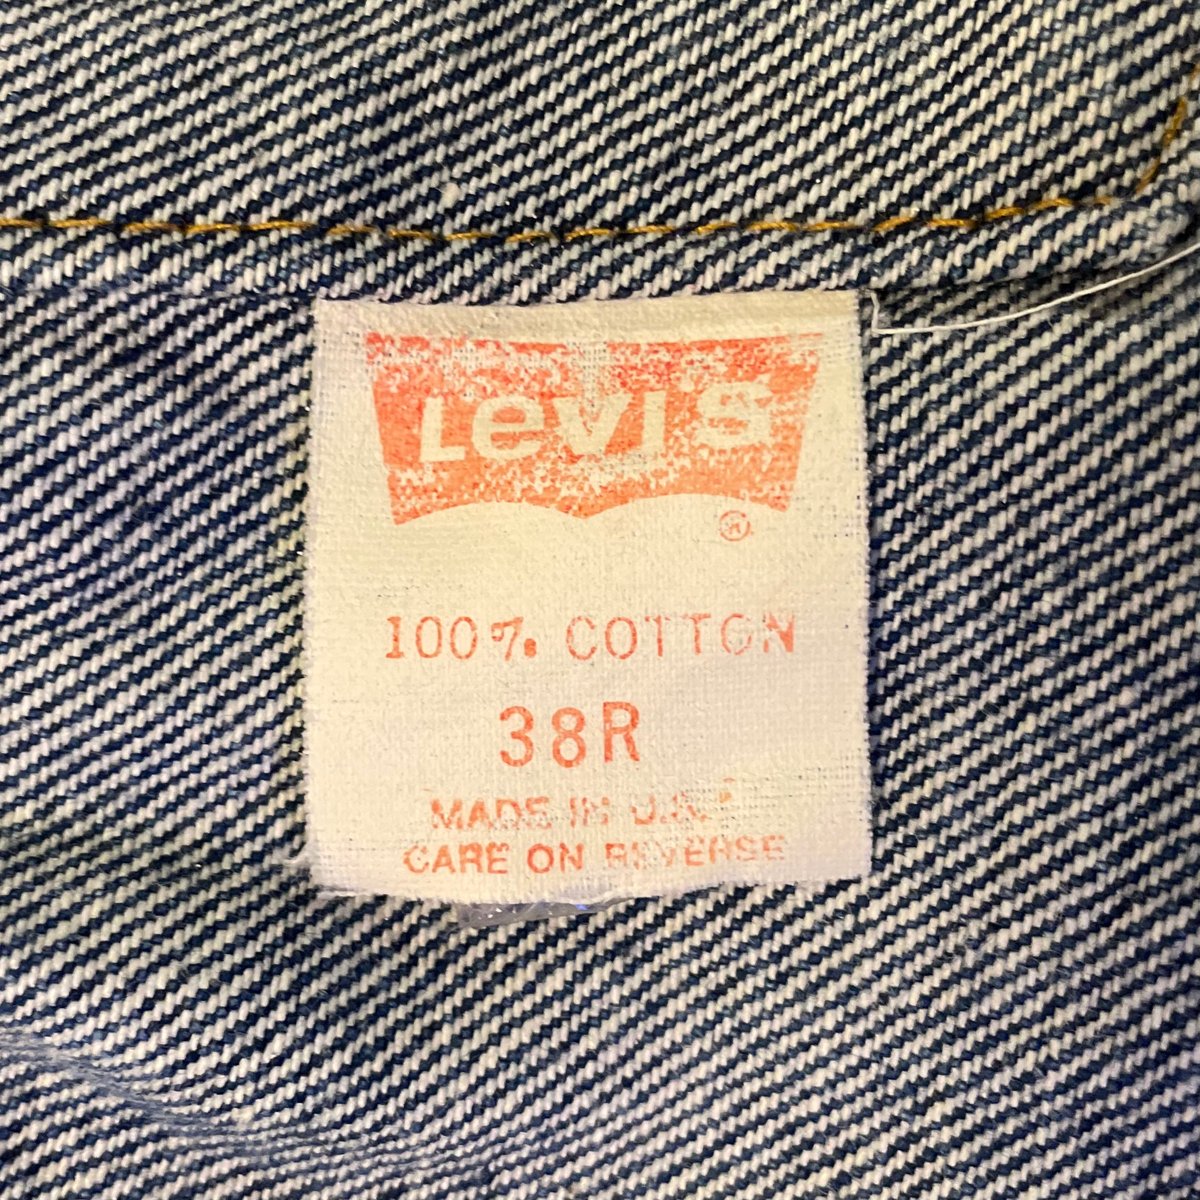 Levi's
®
100% COTTON
38R
MADE IN U.S.A.
CARE ON REVERSE